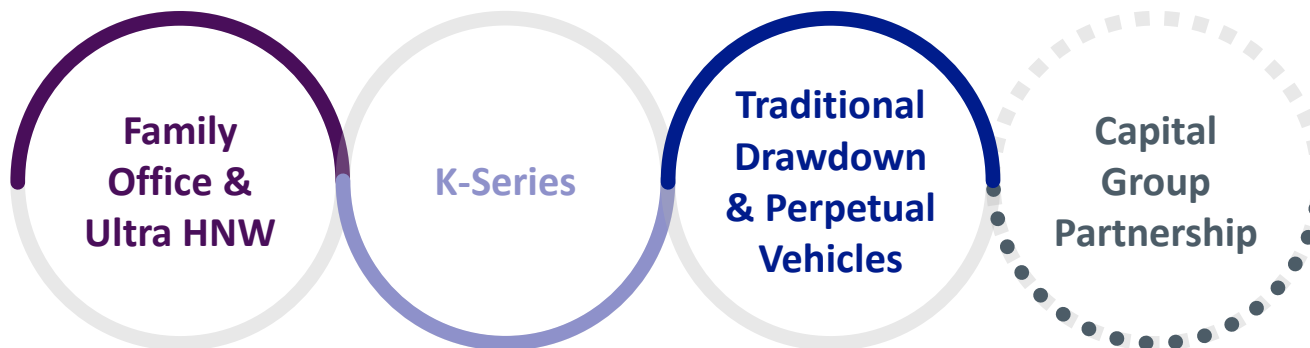 Family
Office &
Ultra HNW
K-Series
Traditional
Drawdown
& Perpetual
Vehicles
Capital
Group
Partnership